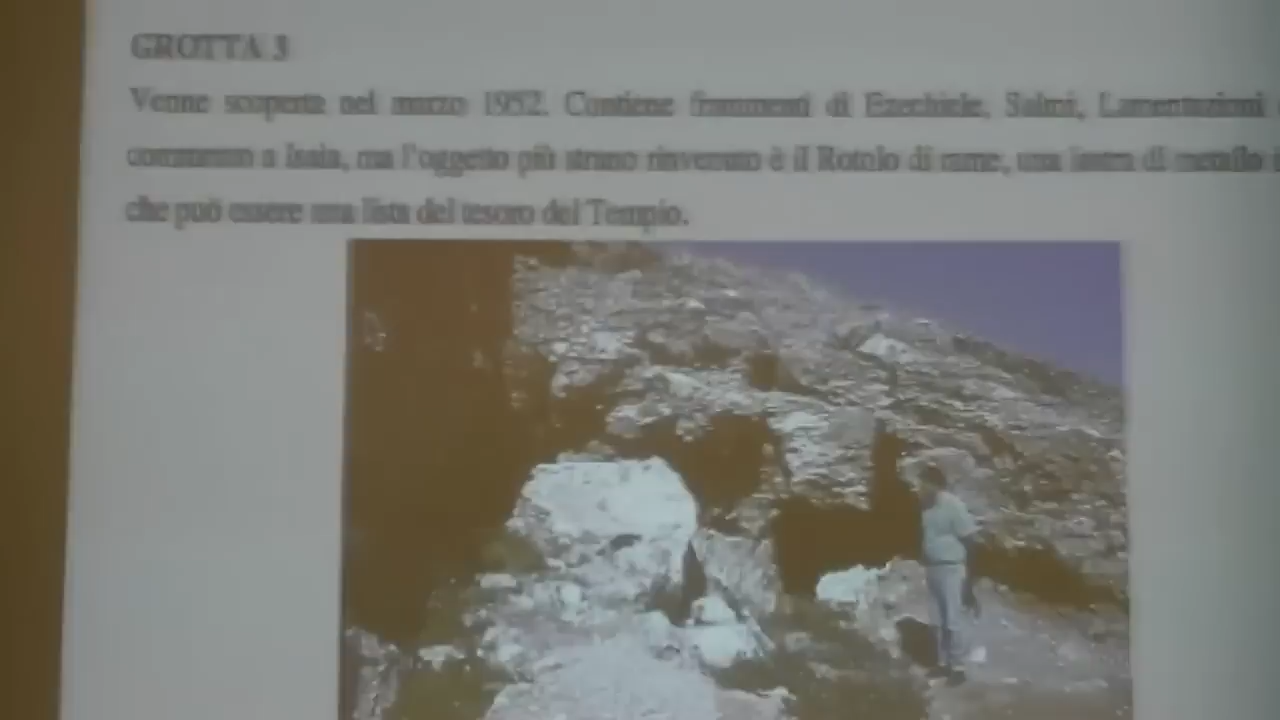 GROTTA 3
Venne scoperta nel marzo 1952. Contiene frammenti di Ezechiele, Salmi, Lamentazioni
commento a Isaia, ma l'oggetto più strano rinvenuto è il Rotolo di rame, una lastra di metallo
che può essere una lista del tesoro del Tempio.